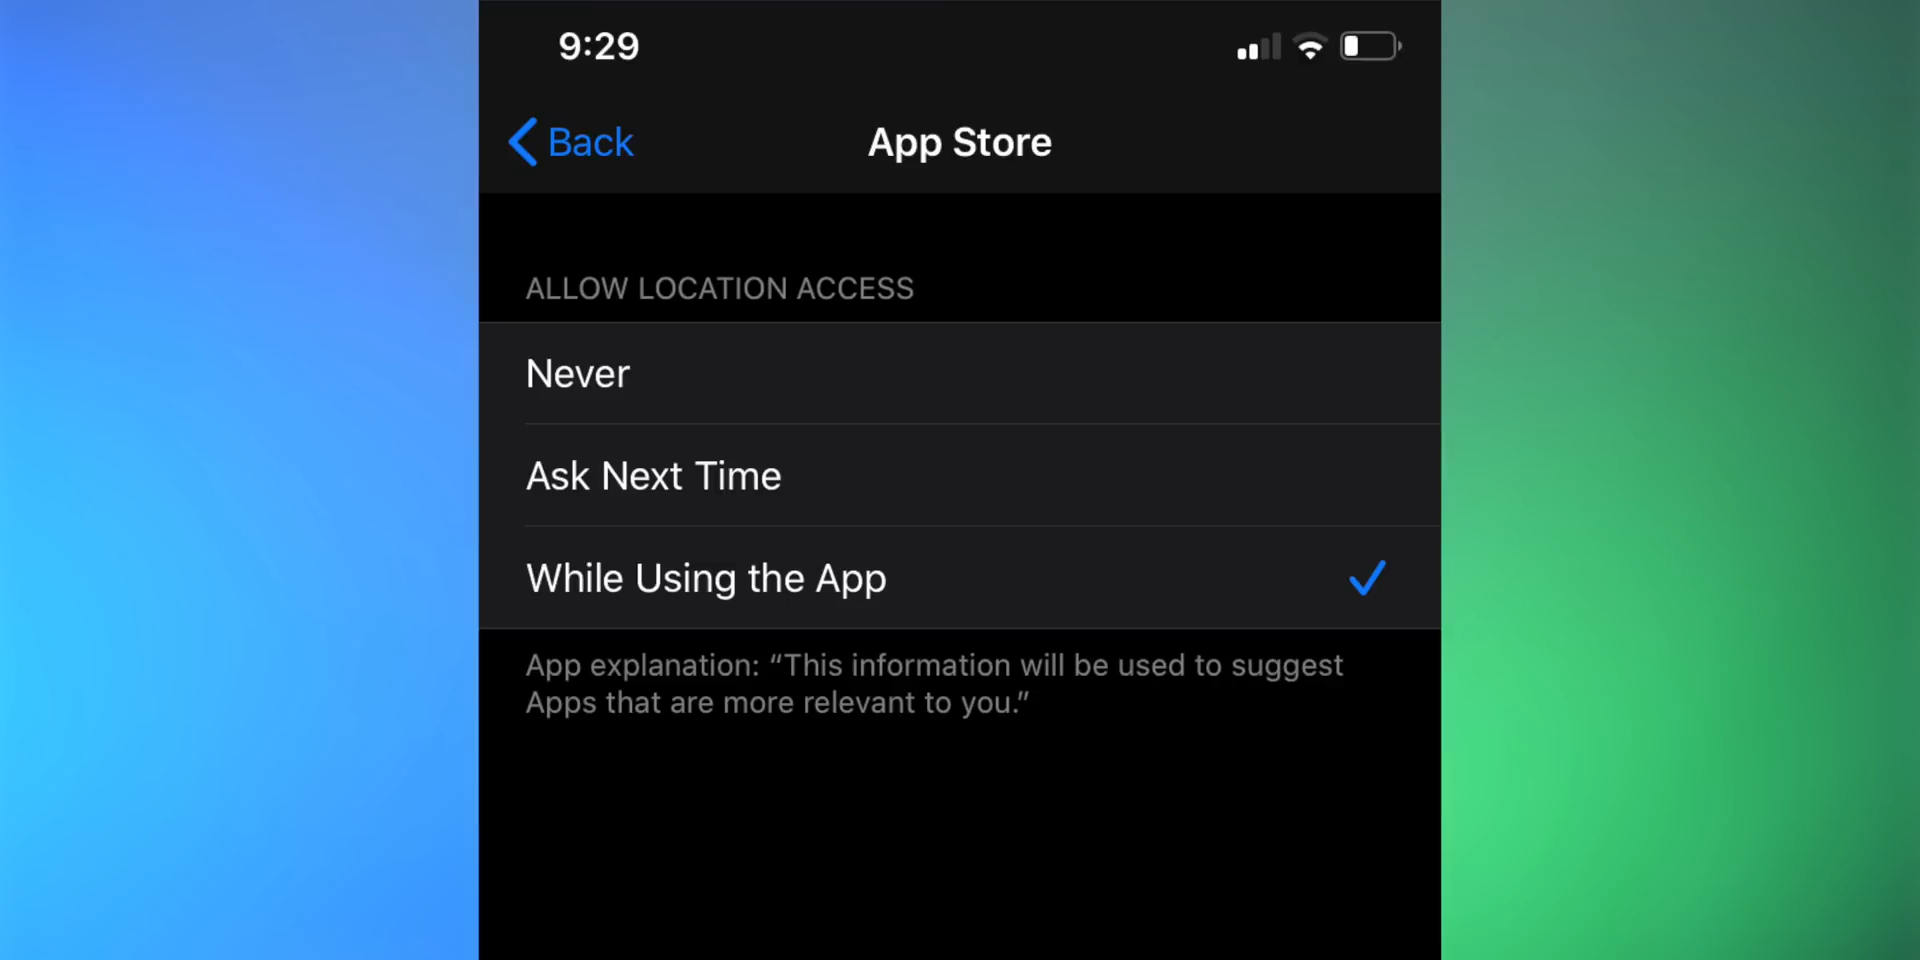 9:29
Back
App Store
ALLOW LOCATION ACCESS
Never
Ask Next Time
While Using the App
App explanation: “This information will be used to suggest
Apps that are more relevant to you.”